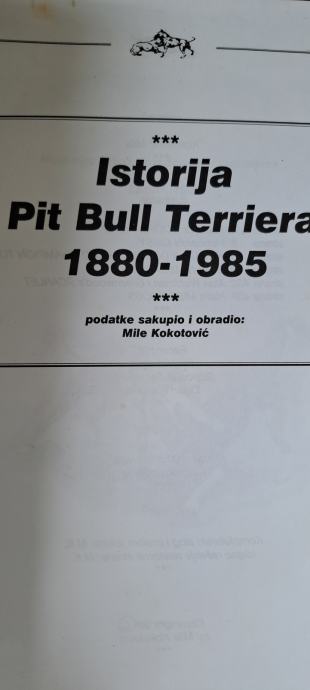 ***
Istorija
Pit Bull Terriera
1880-1985
***
podatke sakupio i obradio:
Mile Kokotović